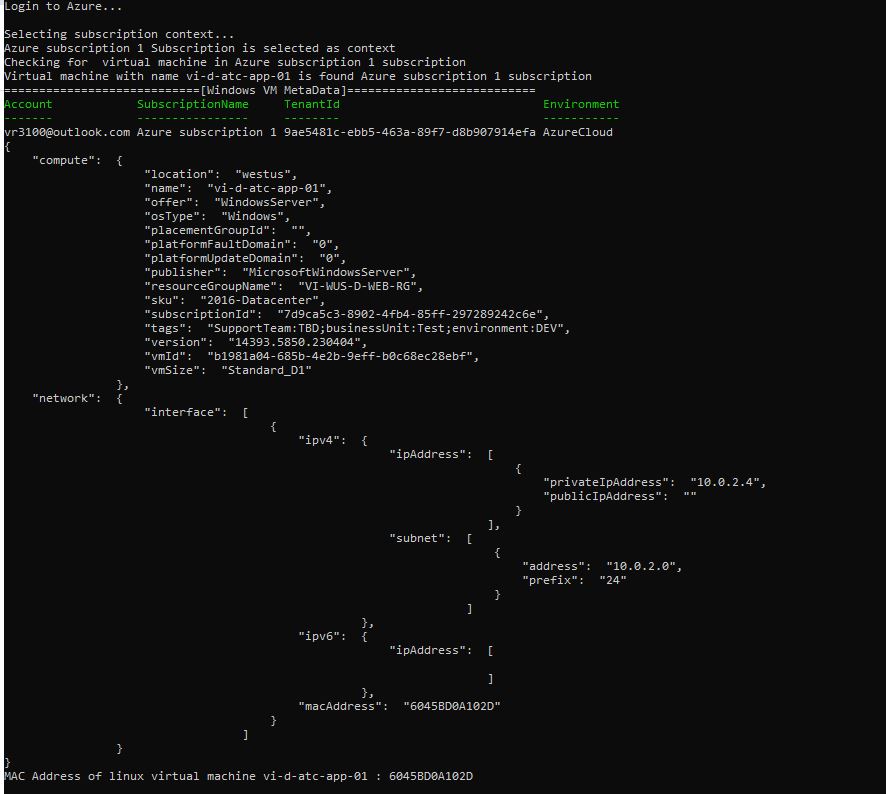 Login to Azure...
Selecting subscription context...
Azure subscription 1 Subscription is selected as context
Checking for  virtual machine in Azure subscription 1 subscription
Virtual machine with name vi-d-atc-app-01 is found Azure subscription 1 subscription
============================[Windows VM MetaData]===========================
Account            SubscriptionName     TenantId                             Environment
-------            ----------------     --------                             -----------
vr3100@outlook.com Azure subscription 1 9ae5481c-ebb5-463a-89f7-d8b907914efa AzureCloud
{
    "compute":  {
                    "location":  "westus",
                    "name":  "vi-d-atc-app-01",
                    "offer":  "WindowsServer",
                    "osType":  "Windows",
                    "placementGroupId":  "",
                    "platformFaultDomain":  "0",
                    "platformUpdateDomain":  "0",
                    "publisher":  "MicrosoftWindowsServer",
                    "resourceGroupName":  "VI-WUS-D-WEB-RG",
                    "sku":  "2016-Datacenter",
                    "subscriptionId":  "7d9ca5c3-8902-4fb4-85ff-297289242c6e",
                    "tags":  "SupportTeam:TBD;businessUnit:Test;environment:DEV",
                    "version":  "14393.5850.230404",
                    "vmId":  "b1981a04-685b-4e2b-9eff-b0c68ec28ebf",
                    "vmSize":  "Standard_D1"
                },
    "network":  {
                    "interface":  [
                                      {
                                          "ipv4":  {
                                                       "ipAddress":  [
                                                                         {
                                                                             "privateIpAddress":  "10.0.2.4",
                                                                             "publicIpAddress":  ""
                                                                         }
                                                                     ],
                                                       "subnet":  [
                                                                      {
                                                                          "address":  "10.0.2.0",
                                                                          "prefix":  "24"
                                                                      }
                                                                  ]
                                                   },
                                          "ipv6":  {
                                                       "ipAddress":  [

                                                                     ]
                                                   },
                                          "macAddress":  "6045BD0A102D"
                                      }
                                  ]
                }
}
MAC Address of linux virtual machine vi-d-atc-app-01 : 6045BD0A102D